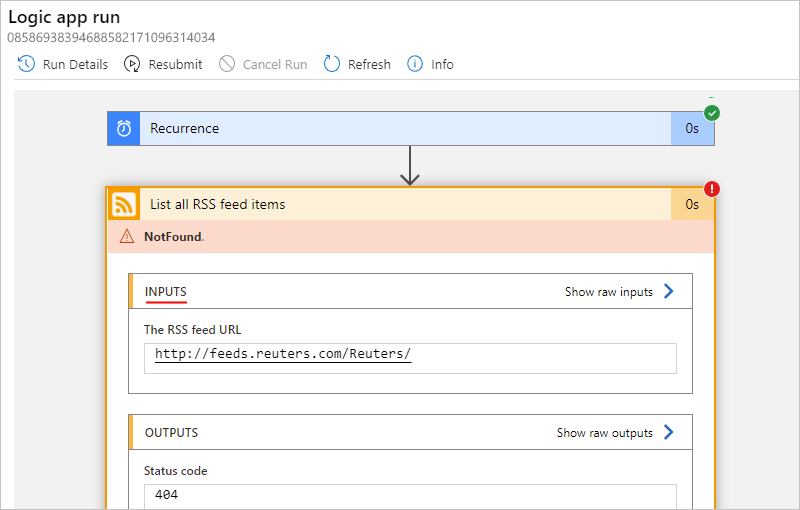 Logic app run
08586938394688582171096314034
Run Details Resubmit Cancel Run Refresh Info
Recurrence 0s
List all RSS feed items 0s
NotFound.
INPUTS Show raw inputs
The RSS feed URL
http://feeds.reuters.com/Reuters/
OUTPUTS Show raw outputs
Status code
404